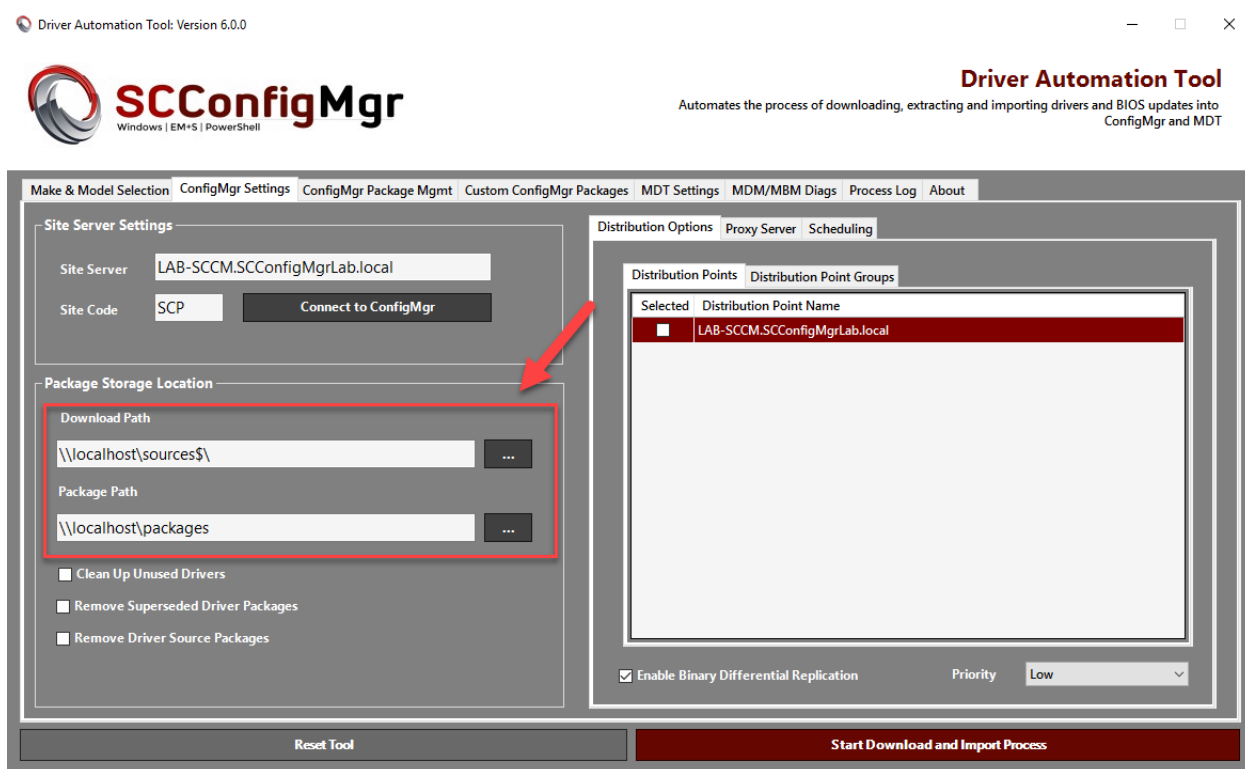 Driver Automation Tool: Version 6.0.0
SCConfigMgr
Windows | EM+S | PowerShell
Driver Automation Tool
Automates the process of downloading, extracting and importing drivers and BIOS updates into
ConfigMgr and MDT
Make & Model Selection ConfigMgr Settings ConfigMgr Package Mgmt Custom ConfigMgr Packages MDT Settings MDM/MBM Diags Process Log About
Site Server Settings
Site Server LAB-SCCM.SCConfigMgrLab.local
Site Code SCP Connect to ConfigMgr
Package Storage Location
Download Path
\\localhost\sources$\ ...
Package Path
\\localhost\packages ...
Clean Up Unused Drivers
Remove Superseded Driver Packages
Remove Driver Source Packages
Distribution Options Proxy Server Scheduling
Distribution Points Distribution Point Groups
Selected Distribution Point Name
LAB-SCCM.SCConfigMgrLab.local
Enable Binary Differential Replication Priority Low
Reset Tool Start Download and Import Process